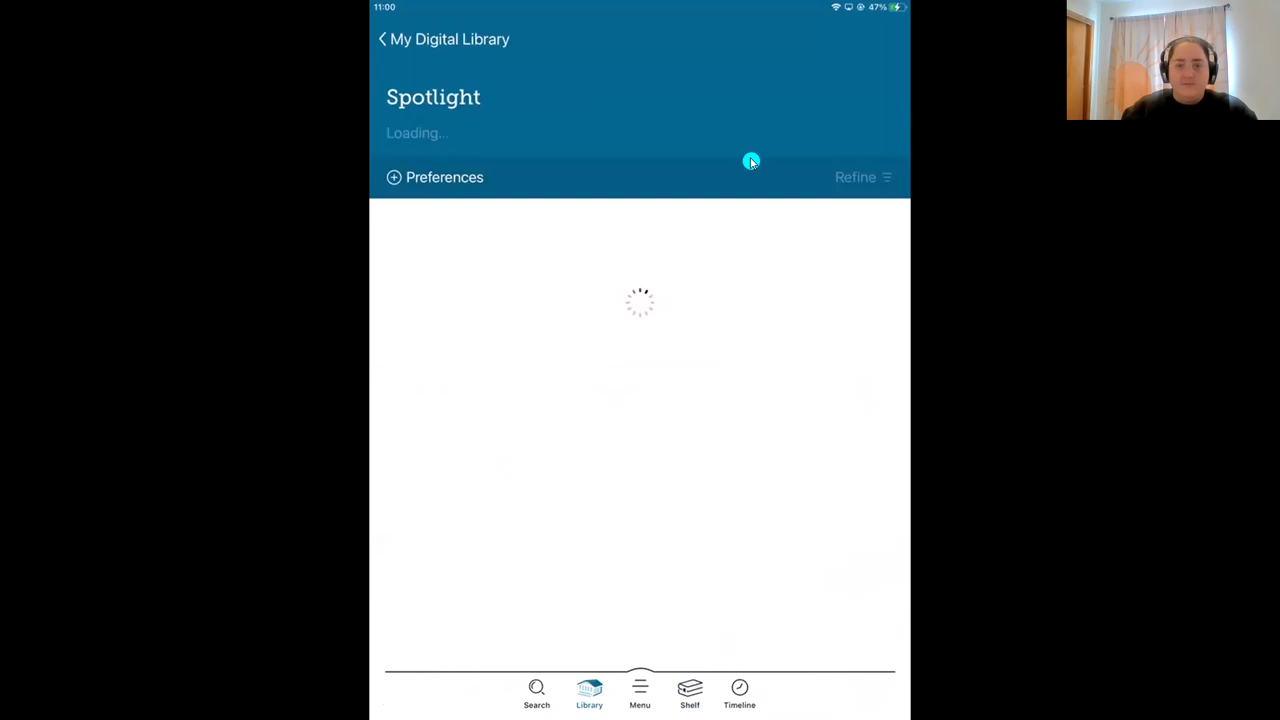 11:00
47%
My Digital Library
Spotlight
Loading...
Preferences
Refine
Search
Library
Menu
Shelf
Timeline